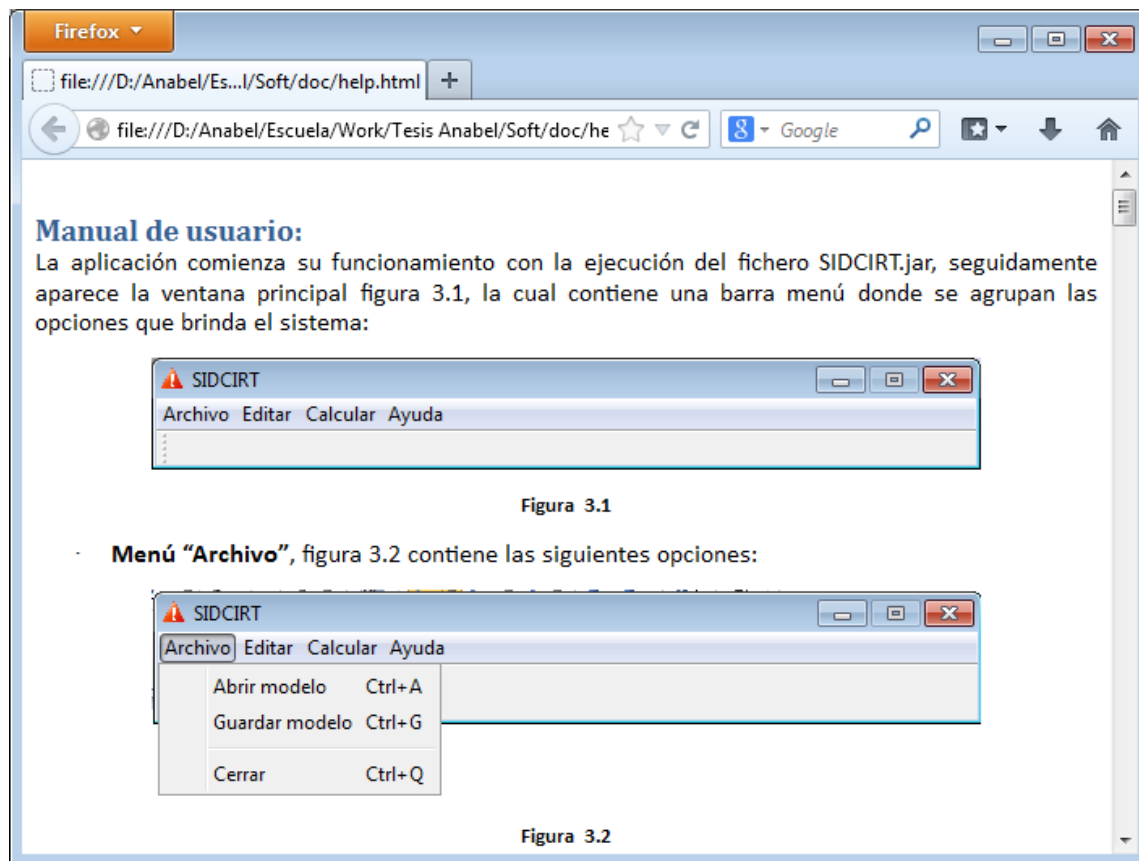 Firefox
file:///D:/Anabel/Es...l/Soft/doc/help.html
file:///D:/Anabel/Escuela/Work/Tesis Anabel/Soft/doc/he
Google
Manual de usuario:
La aplicación comienza su funcionamiento con la ejecución del fichero SIDCIRT.jar, seguidamente
aparece la ventana principal figura 3.1, la cual contiene una barra menú donde se agrupan las
opciones que brinda el sistema:
SIDCIRT
Archivo Editar Calcular Ayuda
Figura 3.1
· Menú “Archivo”, figura 3.2 contiene las siguientes opciones:
SIDCIRT
Archivo Editar Calcular Ayuda
Abrir modelo Ctrl+A
Guardar modelo Ctrl+G
Cerrar Ctrl+Q
Figura 3.2